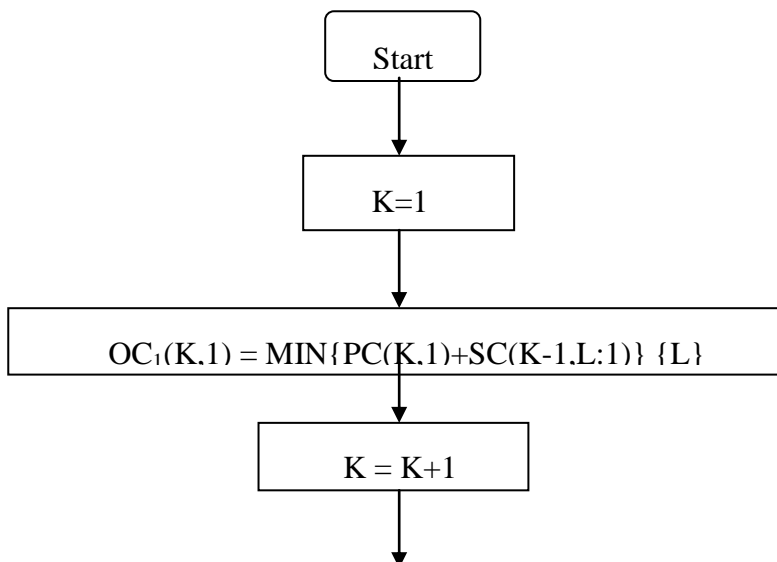 Start
K=1
OC₁(K,1) = MIN{PC(K,1)+SC(K-1,L:1)} {L}
K = K+1